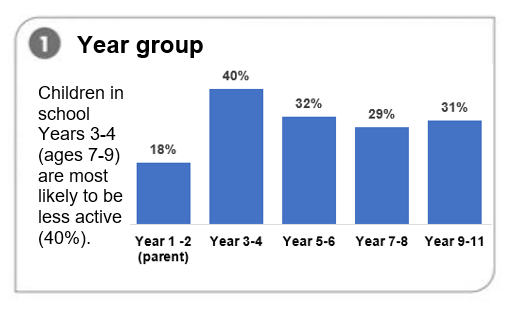 1 Year group
Children in
school
Years 3-4
(ages 7-9)
are most
likely to be
less active
(40%).
18%
40%
32%
29%
31%
Year 1 -2
(parent)
Year 3-4
Year 5-6
Year 7-8
Year 9-11